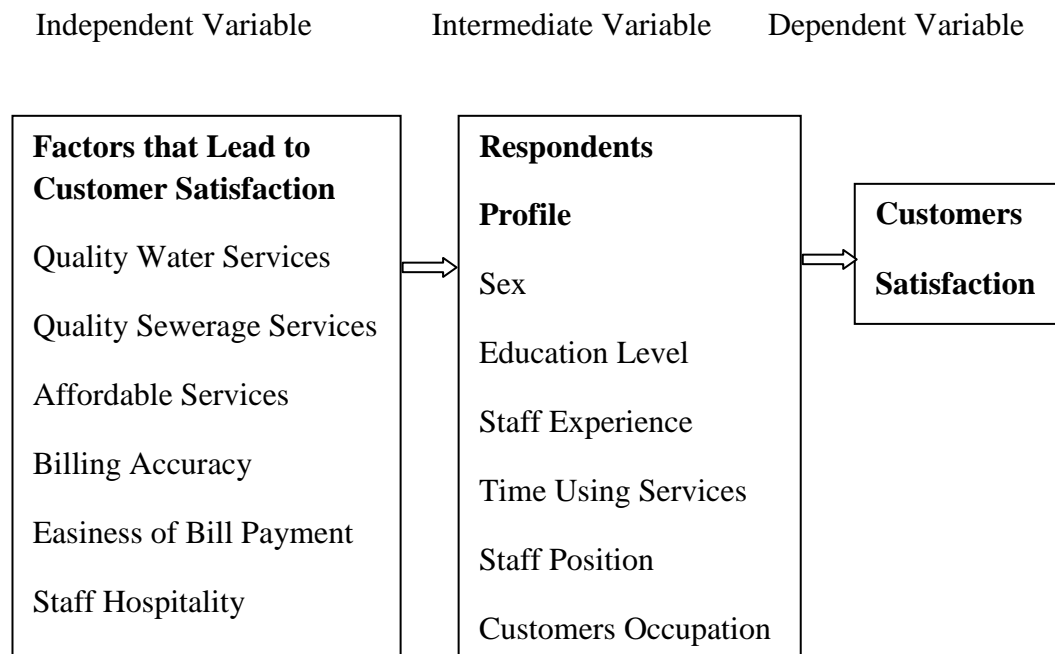 Independent Variable
Intermediate Variable
Dependent Variable
Factors that Lead to
Customer Satisfaction
Quality Water Services
Quality Sewerage Services
Affordable Services
Billing Accuracy
Easiness of Bill Payment
Staff Hospitality
Respondents
Profile
Sex
Education Level
Staff Experience
Time Using Services
Staff Position
Customers Occupation
Customers
Satisfaction